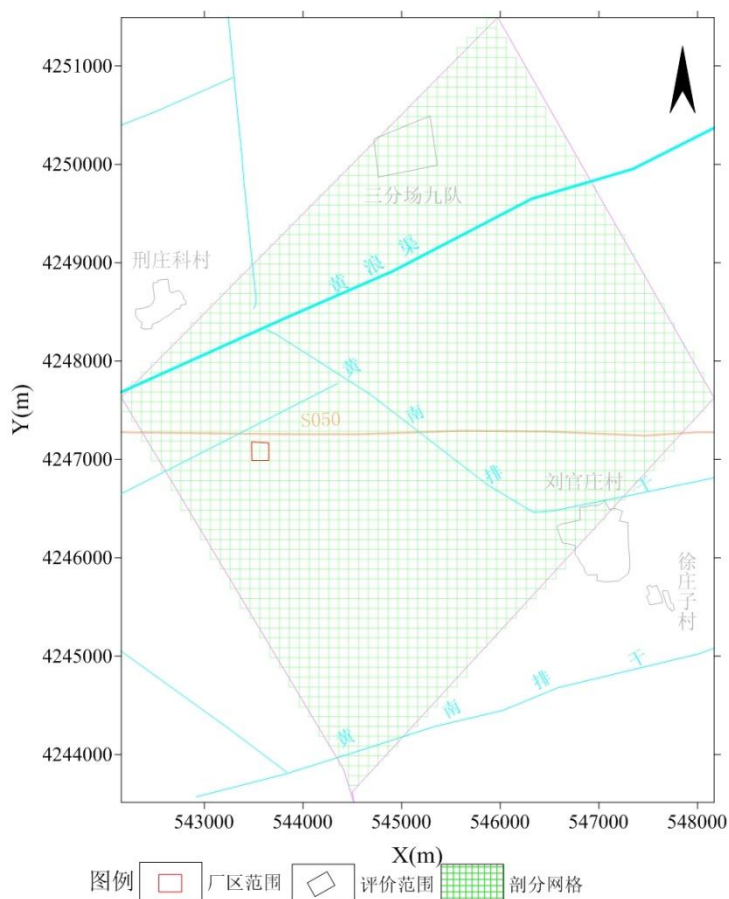 4251000
4250000
4249000
4248000
4247000
4246000
4245000
4244000
Y(m)
三分场九队
刑庄科村
黄浪渠
黄南排干
S050
刘官庄村
徐庄子村
黄南排干
543000
544000
545000
546000
547000
548000
X(m)
图例
厂区范围
评价范围
剖分网格